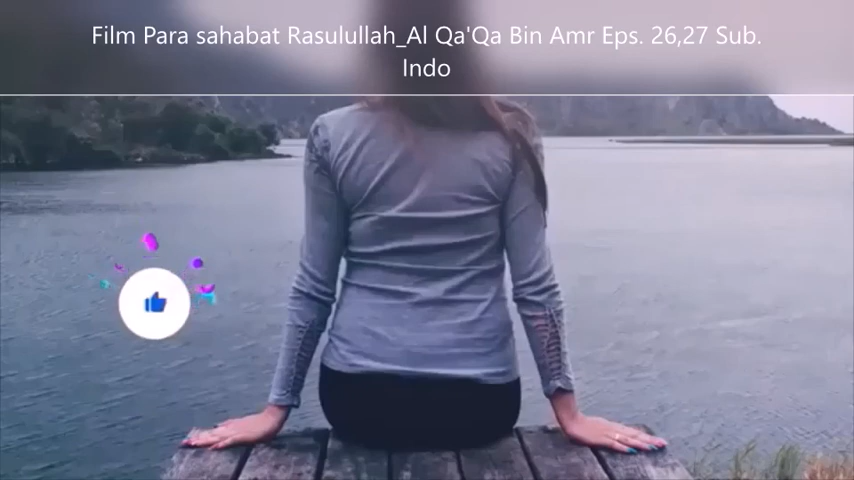 Film Para sahabat Rasulullah_Al Qa'Qa Bin Amr Eps. 26,27 Sub.
Indo